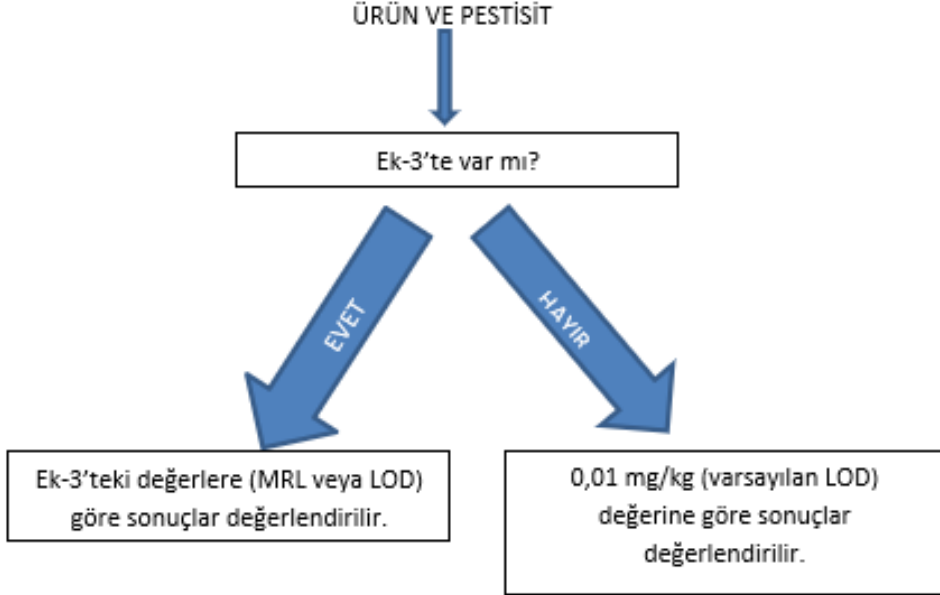 ÜRÜN VE PESTİSİT
Ek-3’te var mı?
EVET
HAYIR
Ek-3’teki değerlere (MRL veya LOD)
göre sonuçlar değerlendirilir.
0,01 mg/kg (varsayılan LOD)
değerine göre sonuçlar
değerlendirilir.